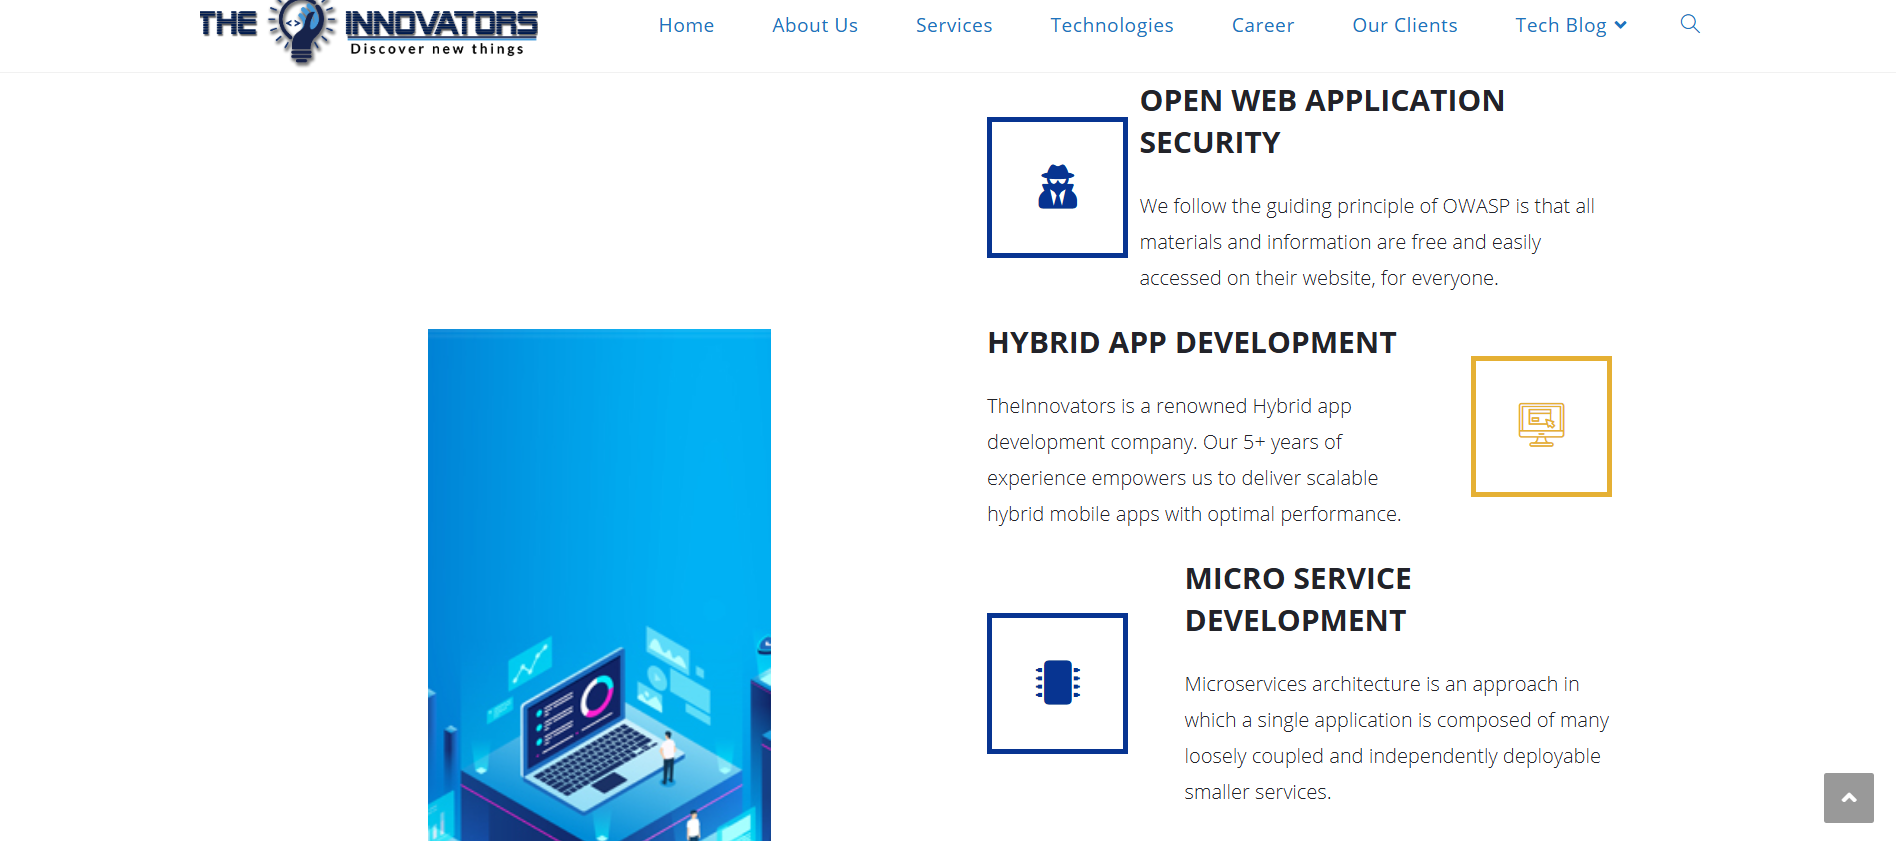 THE INNOVATORS
Discover new things
Home About Us Services Technologies Career Our Clients Tech Blog
OPEN WEB APPLICATION
SECURITY
We follow the guiding principle of OWASP is that all
materials and information are free and easily
accessed on their website, for everyone.
HYBRID APP DEVELOPMENT
TheInnovators is a renowned Hybrid app
development company. Our 5+ years of
experience empowers us to deliver scalable
hybrid mobile apps with optimal performance.
MICRO SERVICE
DEVELOPMENT
Microservices architecture is an approach in
which a single application is composed of many
loosely coupled and independently deployable
smaller services.